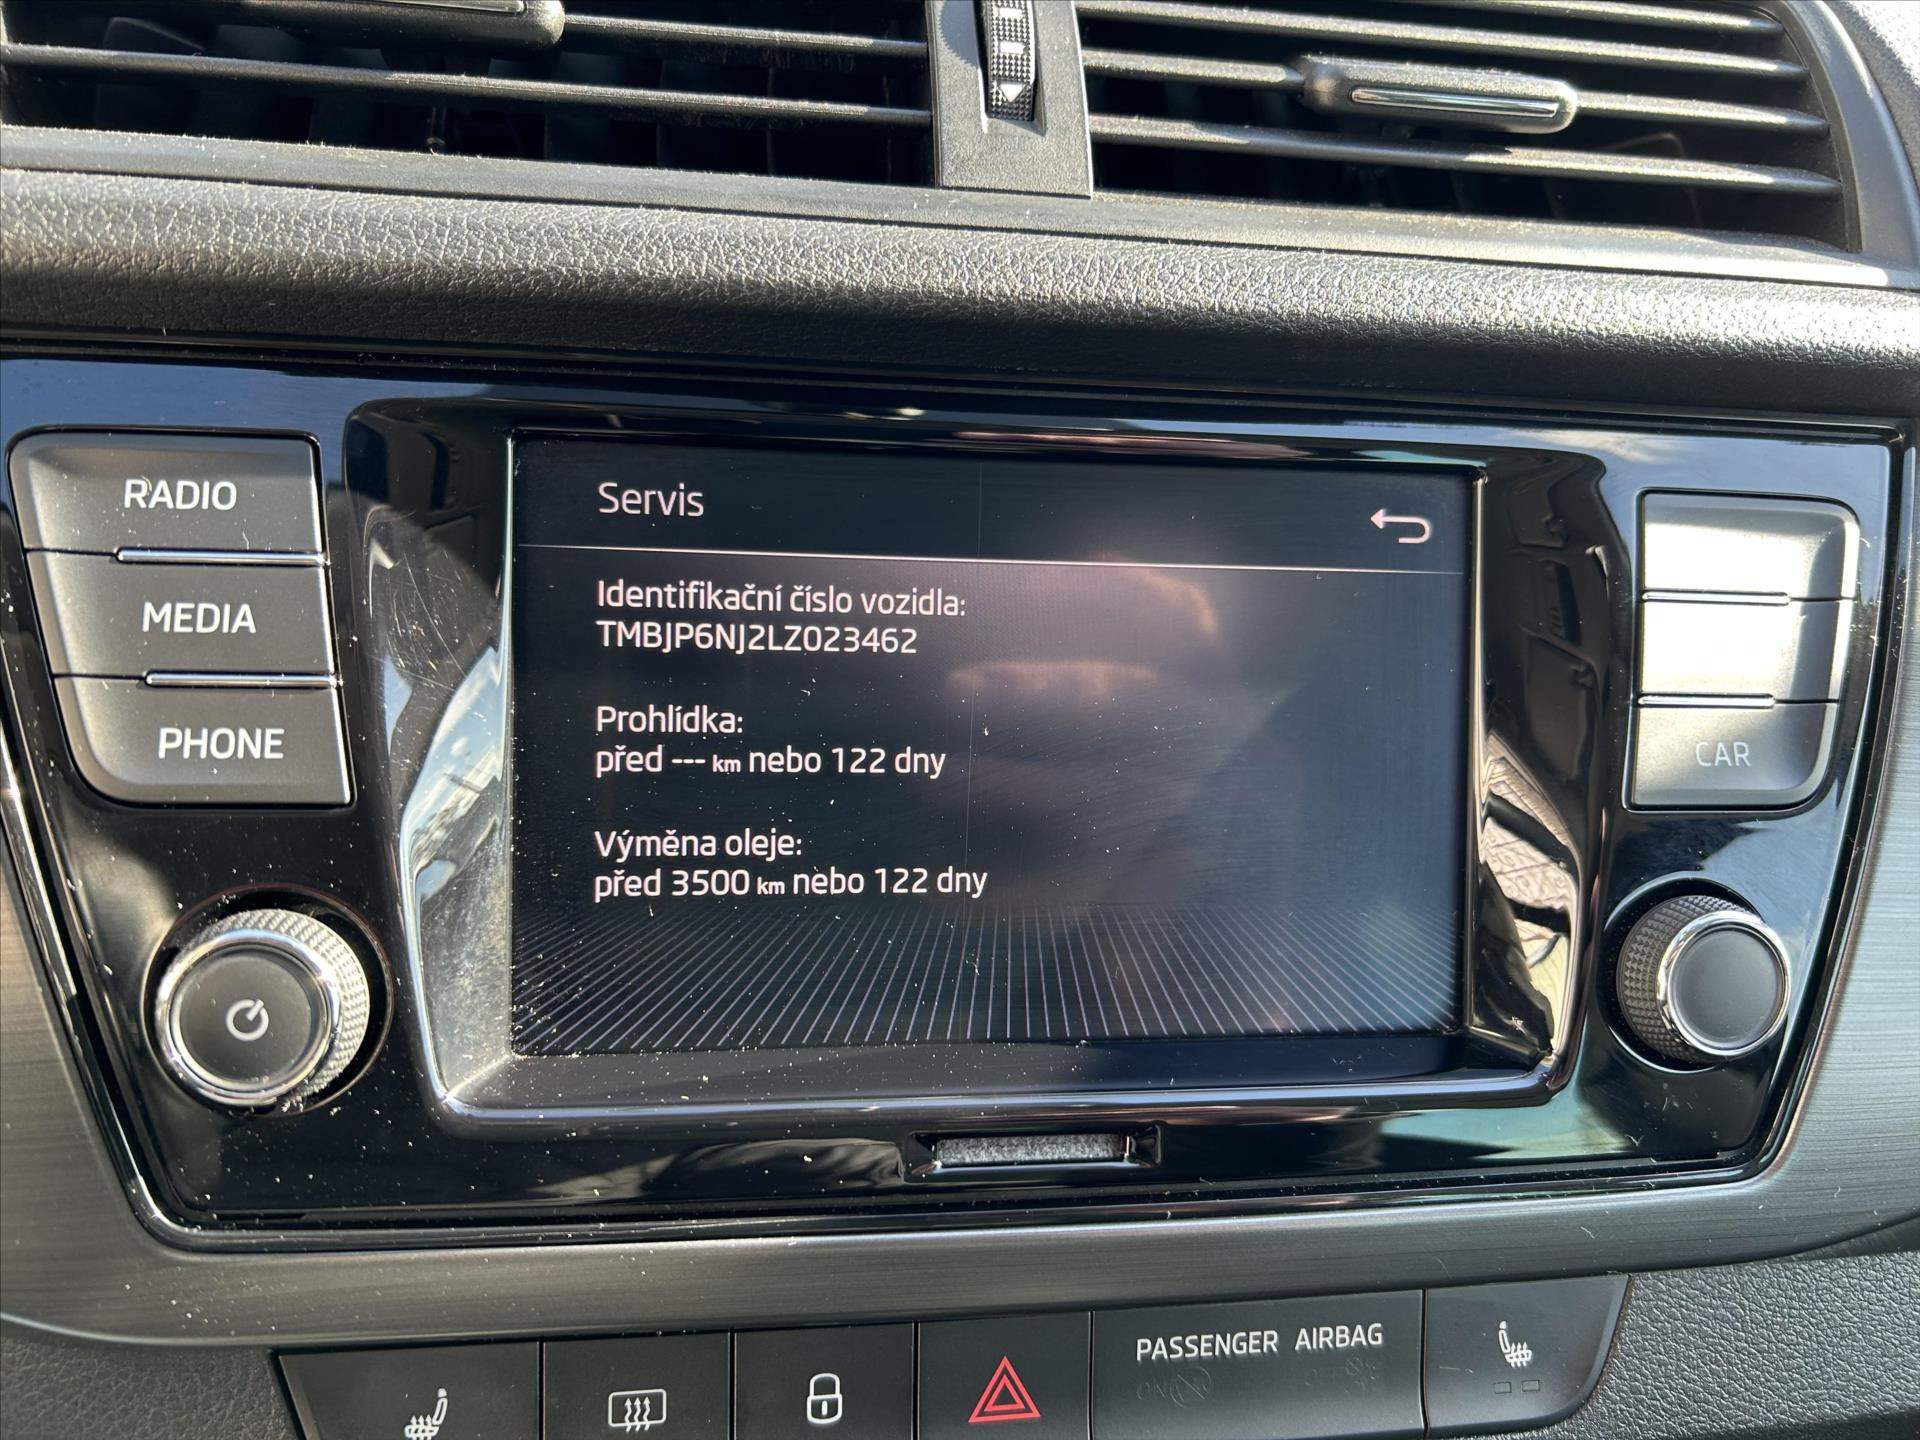 Servis
RADIO
MEDIA
PHONE
Identifikační číslo vozidla:
TMBJP6NJ2LZ023462
Prohlídka:
před --- km nebo 122 dny
Výměna oleje:
před 3500 km nebo 122 dny
CAR
PASSENGER AIRBAG
ON